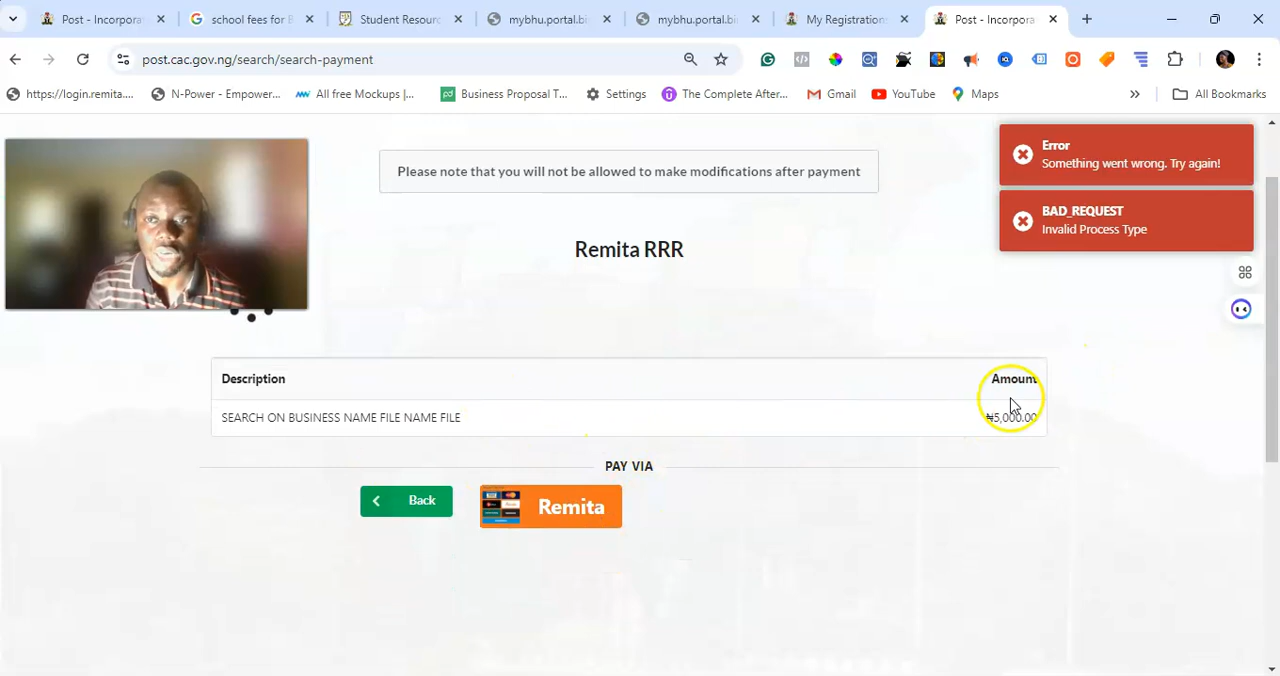 Post - Incorpora
school fees for B
Student Resourc
mybhu.portal.bi
mybhu.portal.bi
My Registrations
Post - Incorpora
post.cac.gov.ng/search/search-payment
https://login.remita....
N-Power - Empower...
All free Mockups |...
Business Proposal T...
Settings
The Complete After...
Gmail
YouTube
Maps
All Bookmarks
Error
Something went wrong. Try again!
Please note that you will not be allowed to make modifications after payment
BAD_REQUEST
Invalid Process Type
Remita RRR
Description Amount
SEARCH ON BUSINESS NAME FILE NAME FILE ₦5,000.00
PAY VIA
Back
Remita